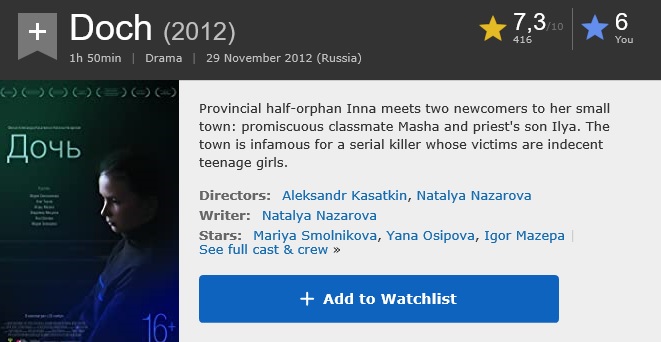 +
Doch (2012)
1h 50min | Drama | 29 November 2012 (Russia)
7,3/10
416
6
You
Дочь
16+
Provincial half-orphan Inna meets two newcomers to her small
town: promiscuous classmate Masha and priest's son Ilya. The
town is infamous for a serial killer whose victims are indecent
teenage girls.
Directors: Aleksandr Kasatkin, Natalya Nazarova
Writer: Natalya Nazarova
Stars: Mariya Smolnikova, Yana Osipova, Igor Mazepa |
See full cast & crew »
+ Add to Watchlist